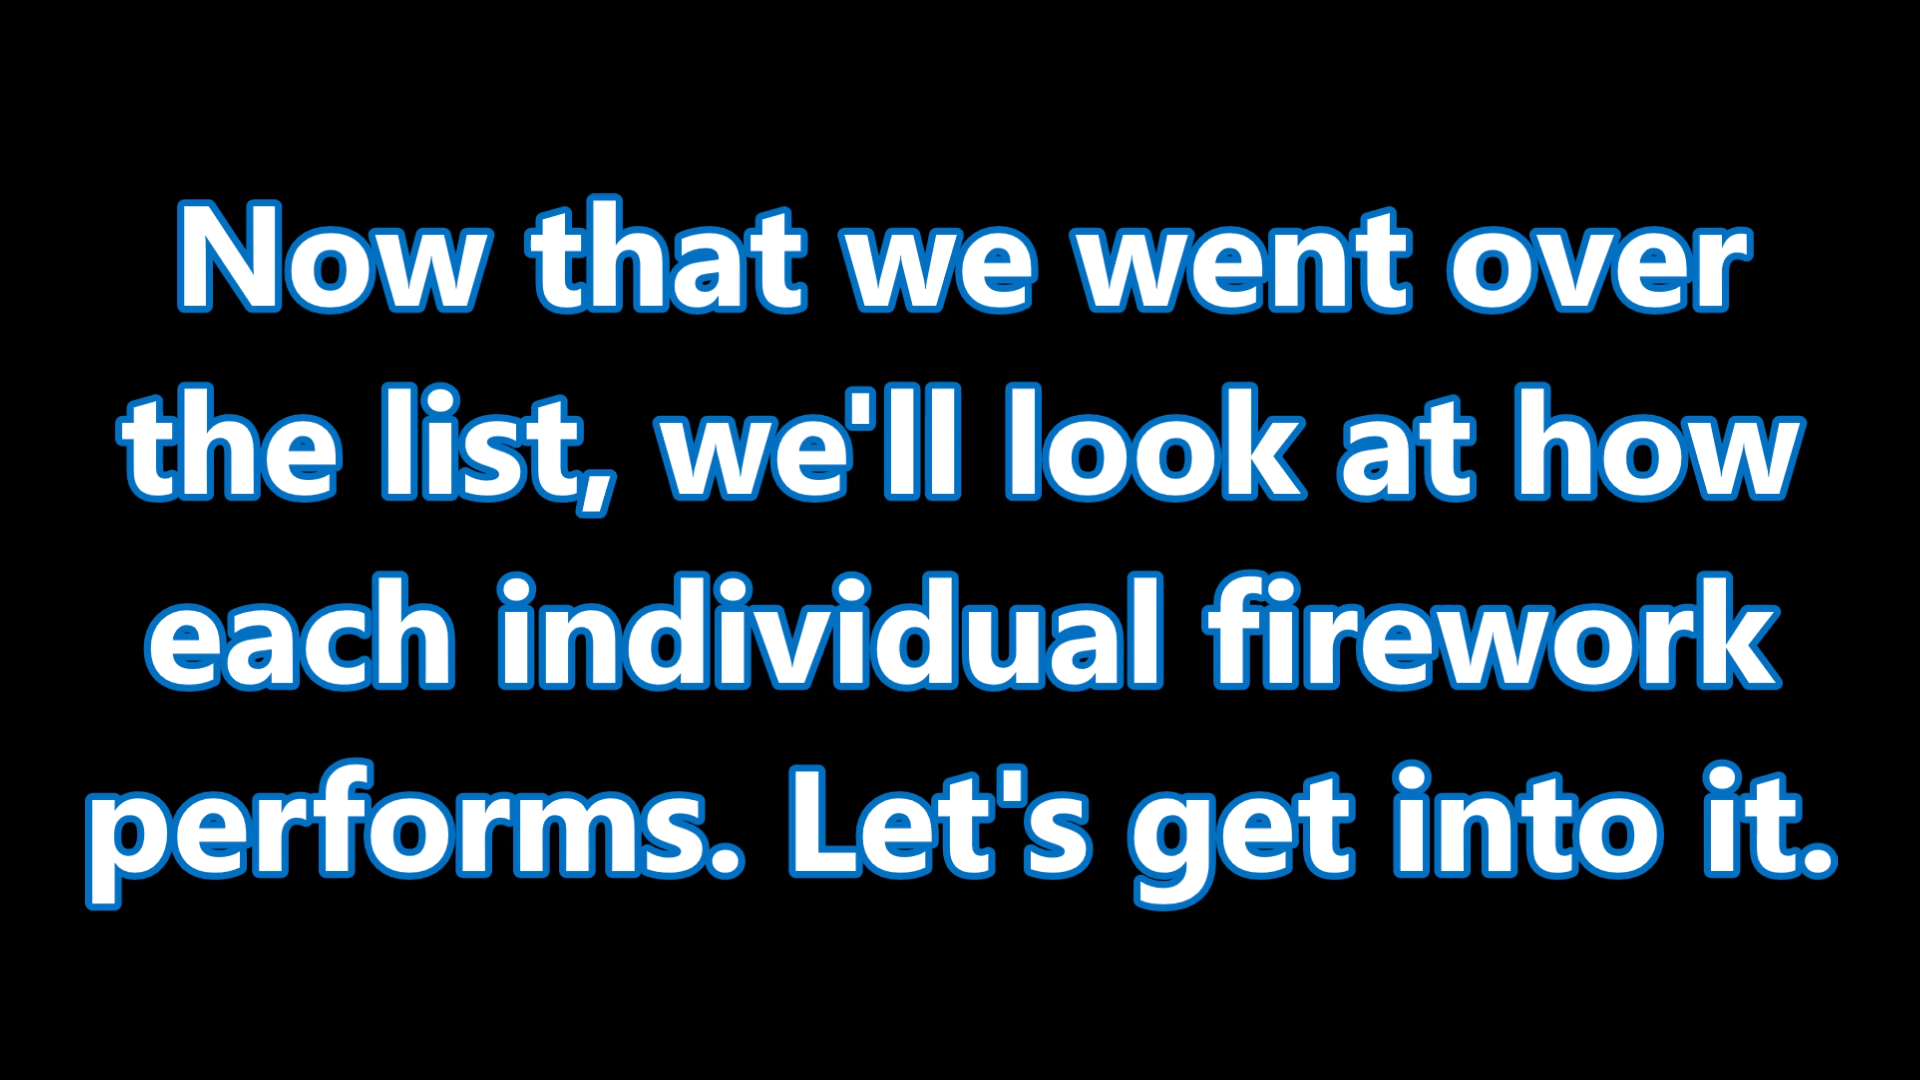 Now that we went over
the list, we'll look at how
each individual firework
performs. Let's get into it.